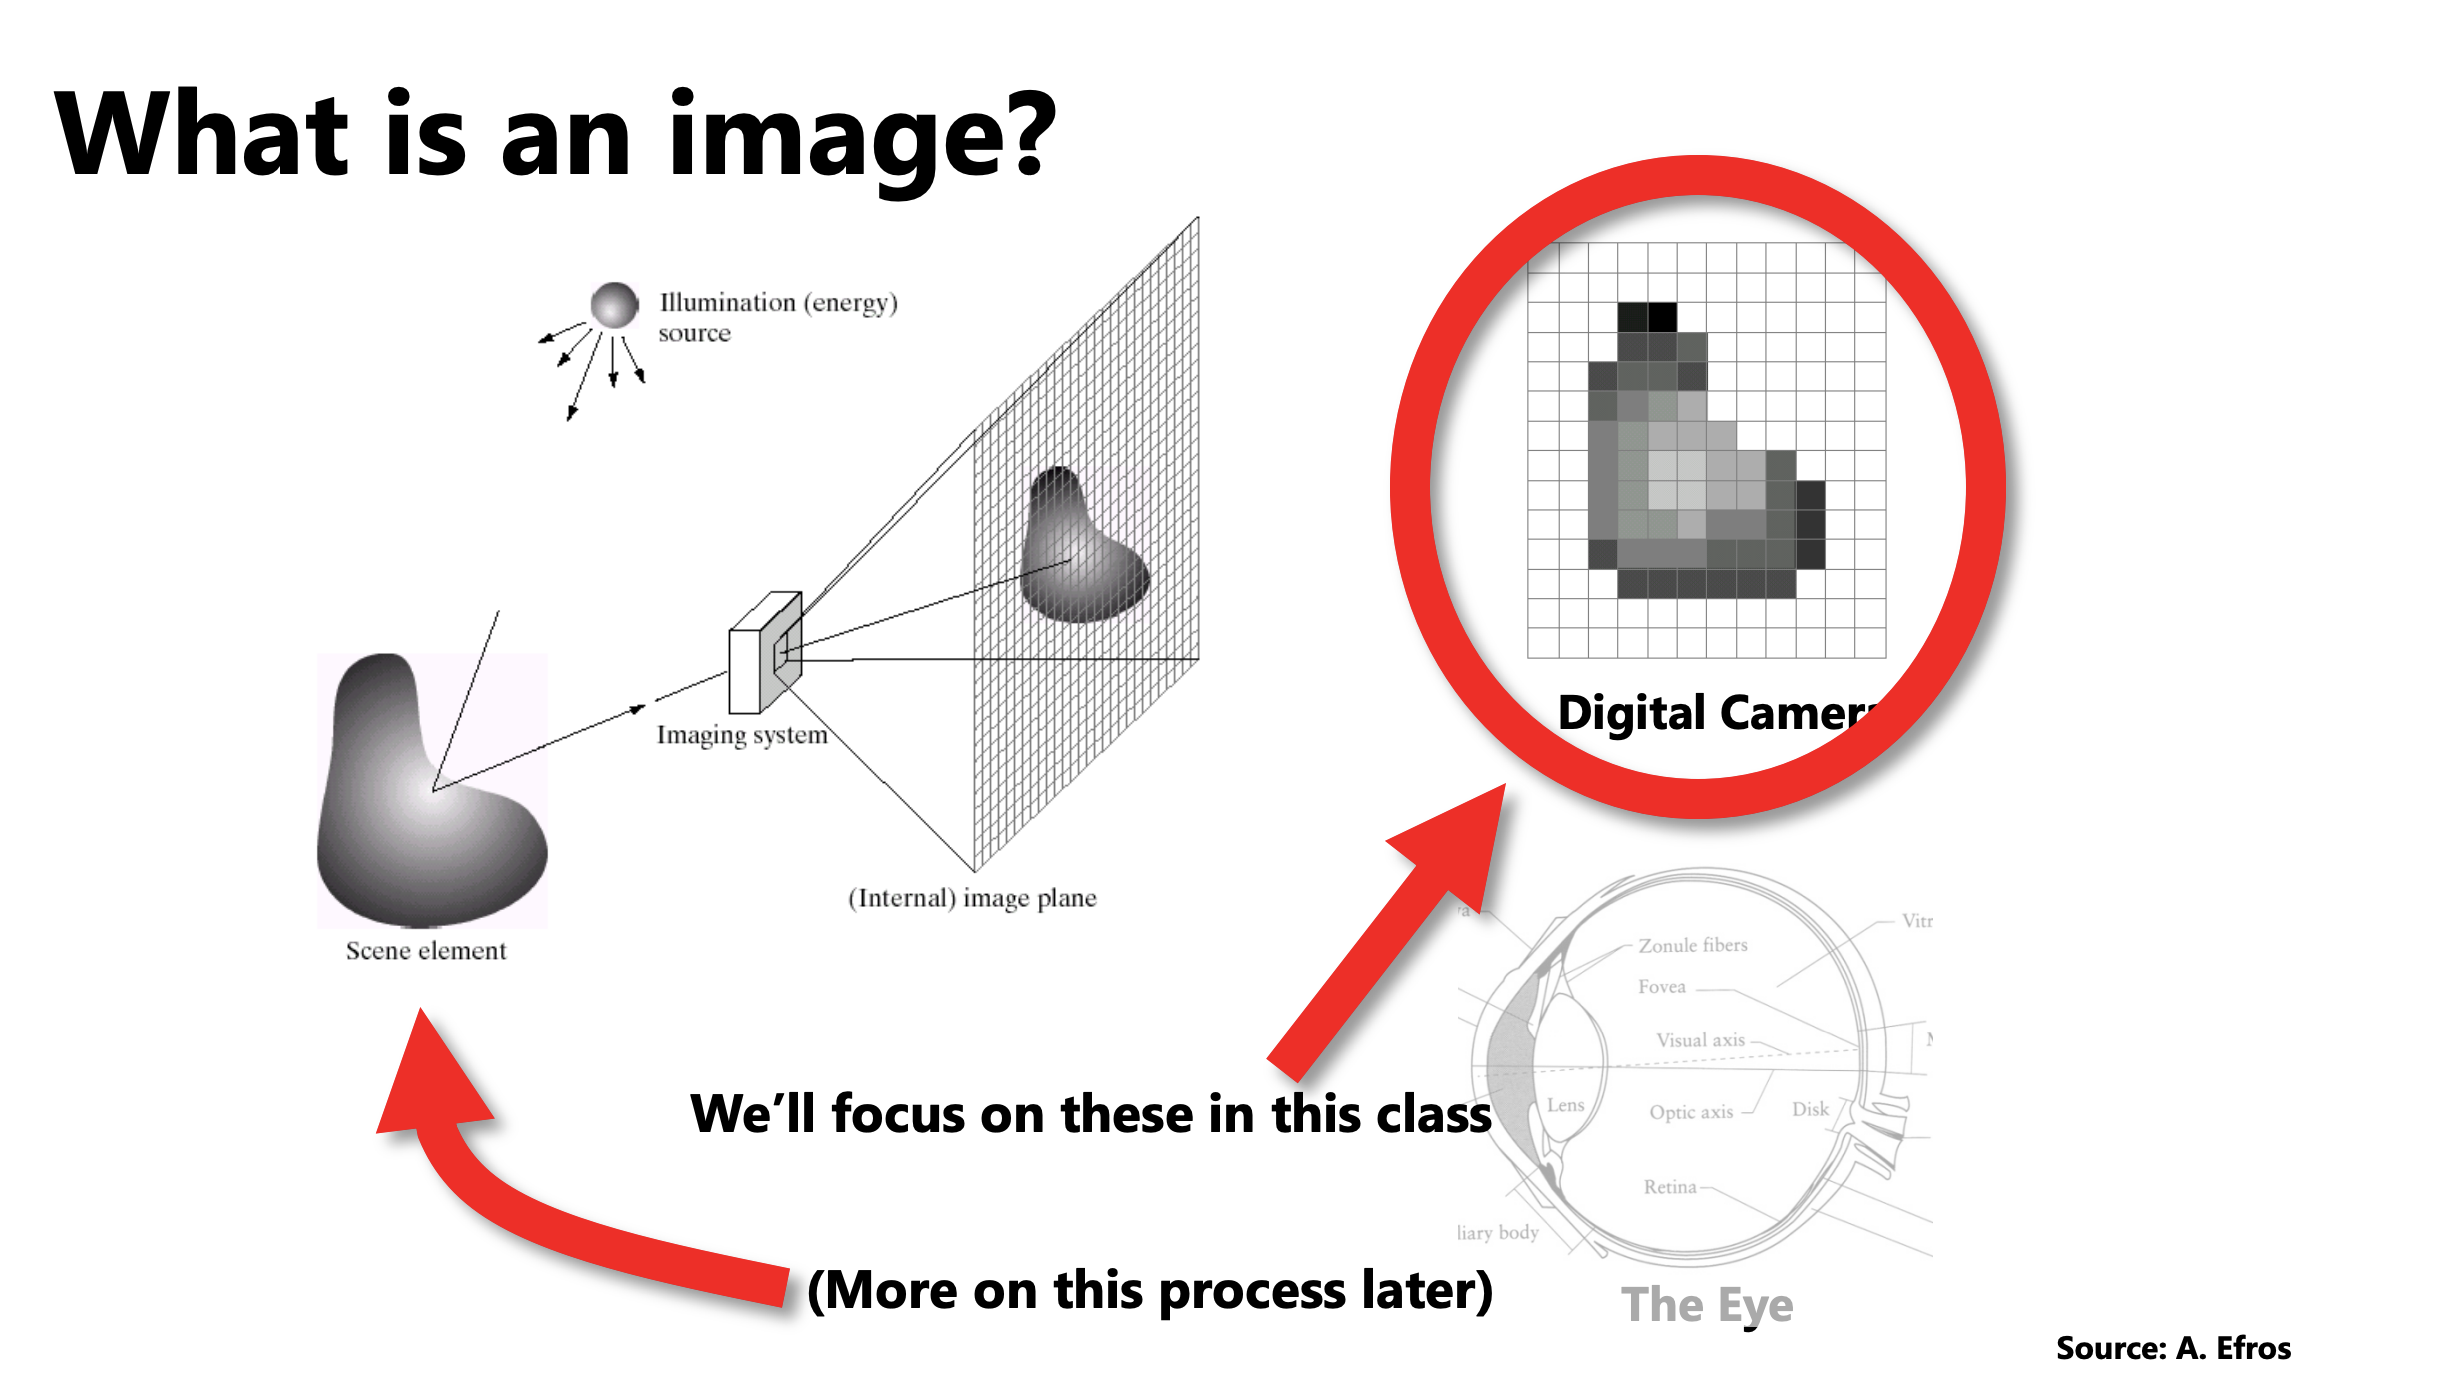 What is an image?
Illumination (energy)
source
Imaging system
(Internal) image plane
Scene element
Digital Camera
Zonule fibers
Vitr
Fovea
Visual axis
Lens
Optic axis
Disk
Retina
liary body
The Eye
We'll focus on these in this class
(More on this process later)
Source: A. Efros